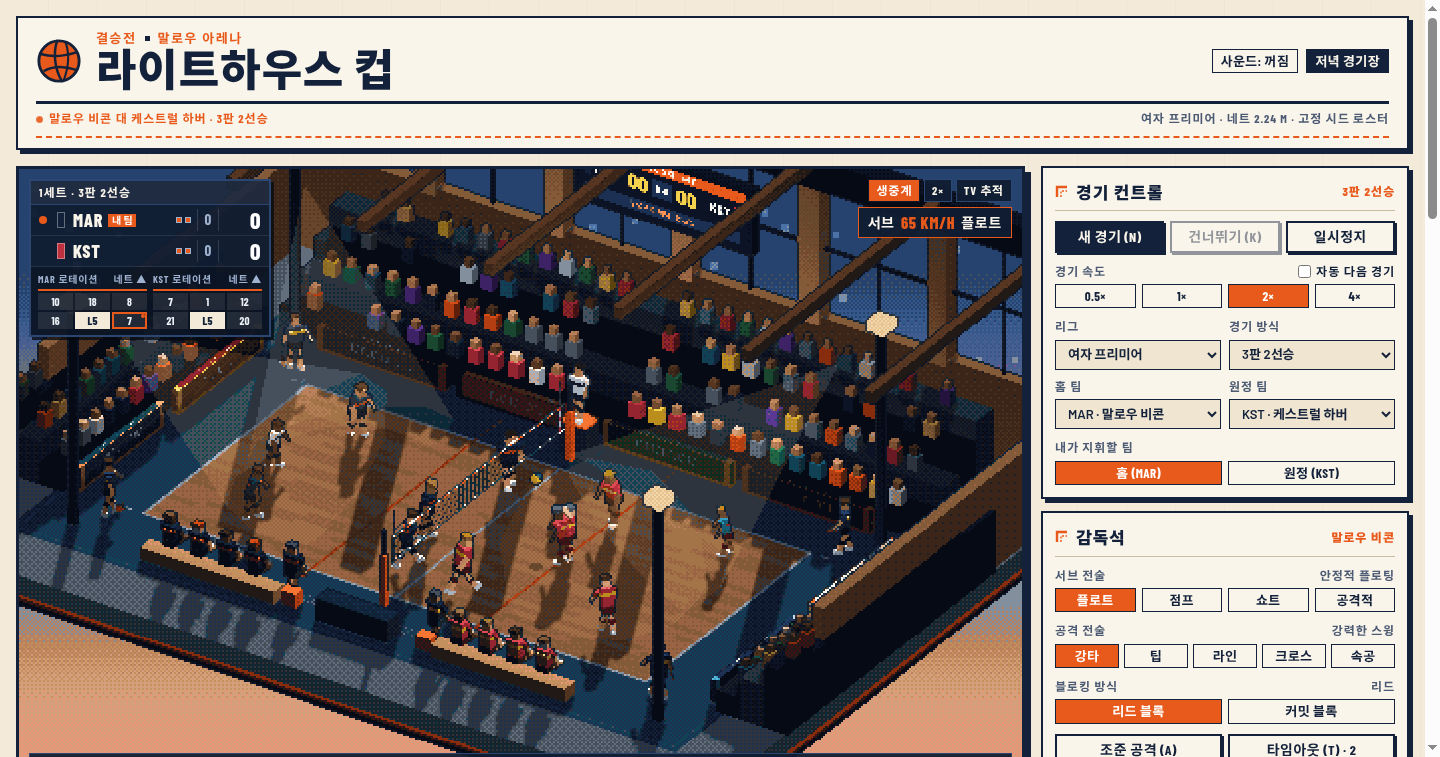 결승전 ▪ 말로우 아레나
라이트하우스 컵
사운드: 꺼짐
저녁 경기장
말로우 비콘 대 케스트럴 하버 · 3판 2선승
여자 프리미어 · 네트 2.24 M · 고정 시드 로스터
1세트 · 3판 2선승
MAR 내 팀 0 0
KST 0 0
MAR 로테이션 네트 ▲ KST 로테이션 네트 ▲
10 18 8 7 1 12
16 L5 7 21 L5 20
00 00
KST
생중계 2× TV 추적
서브 65 KM/H 플로트
경기 컨트롤
3판 2선승
새 경기 (N)
건너뛰기 (K)
일시정지
경기 속도
자동 다음 경기
0.5× 1× 2× 4×
리그
경기 방식
여자 프리미어
3판 2선승
홈 팀
원정 팀
MAR · 말로우 비콘
KST · 케스트럴 하버
내가 지휘할 팀
홈 (MAR)
원정 (KST)
감독석
말로우 비콘
서브 전술
안정적 플로팅
플로트 점프 쇼트 공격적
공격 전술
강력한 스윙
강타 팁 라인 크로스 속공
블로킹 방식
리드
리드 블록
커밋 블록
조준 공격 (A)
타임아웃 (T) · 2